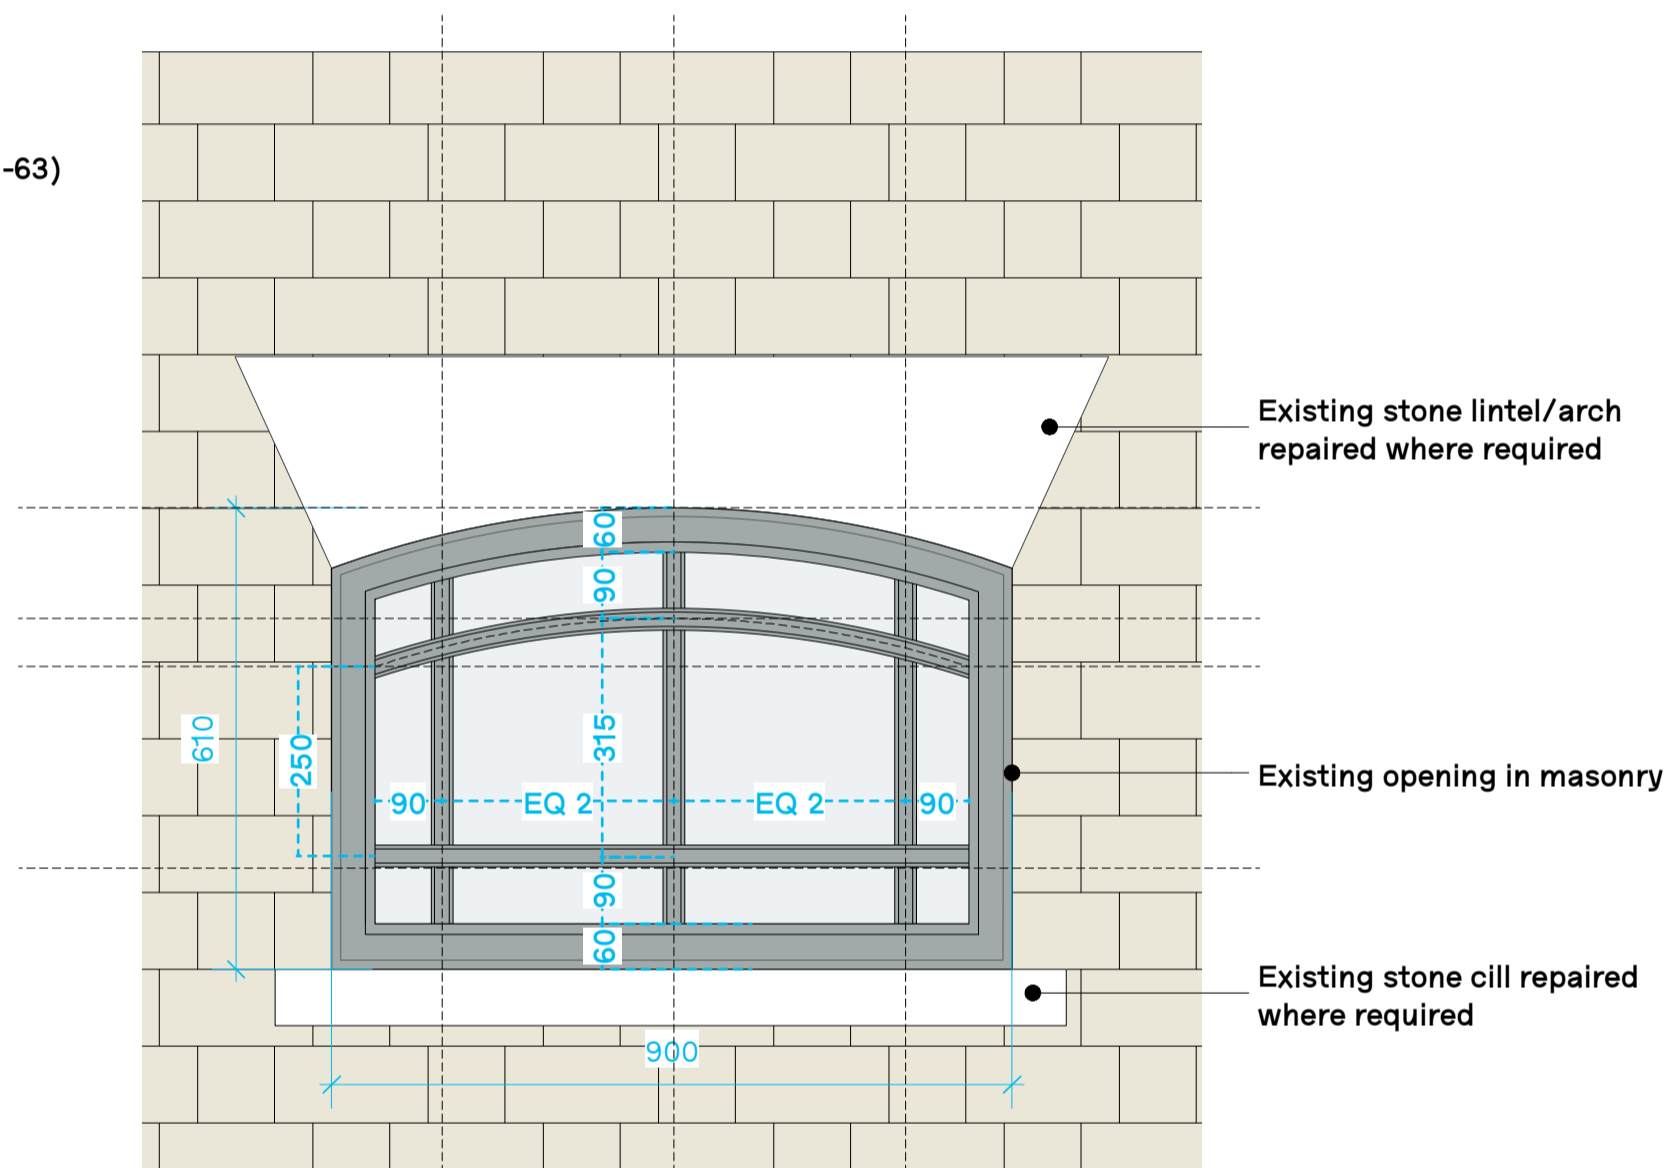 -63)
Existing stone lintel/arch
repaired where required
60
90
610
250
315
90
EQ 2
EQ 2
90
Existing opening in masonry
90
60
Existing stone cill repaired
where required
900